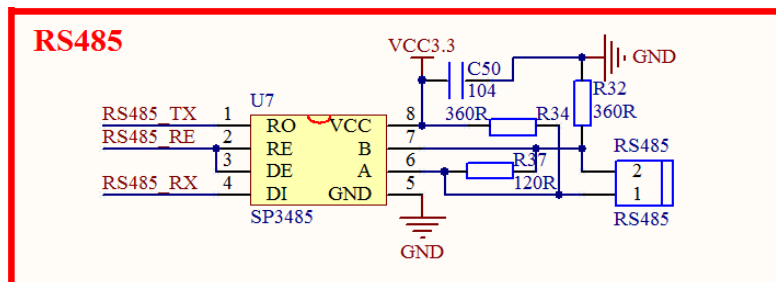 RS485
VCC3.3
GND
C50
104
R32
360R
U7
360R
R34
RS485_TX
1
RO
VCC
8
RS485_RE
2
RE
B
7
RS485
3
DE
A
6
R37
2
RS485_RX
4
DI
GND
5
120R
1
SP3485
RS485
GND